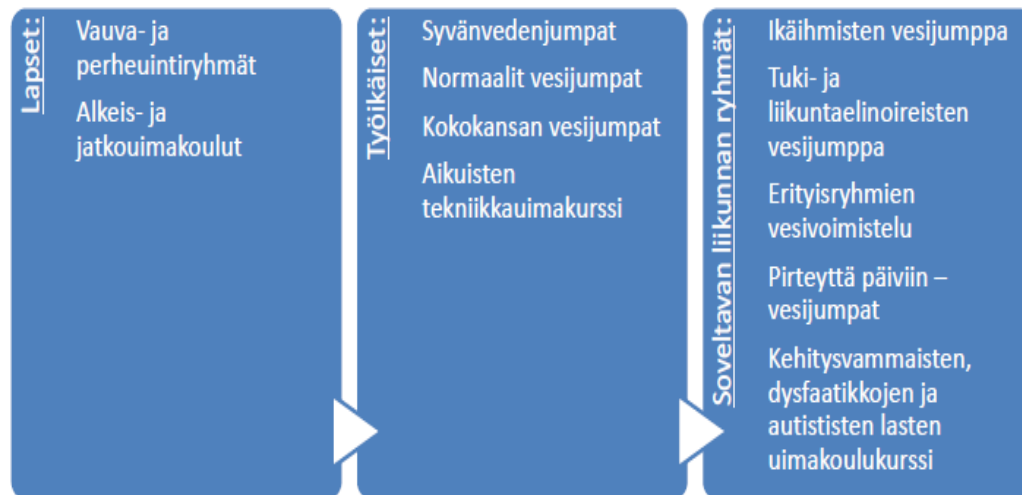 Lapset:
Vauva- ja
perheuintiryhmät
Alkeis- ja
jatkouimakoulut
Työikäiset:
Syvänvedenjumpat
Normaalit vesijumpat
Kokokansan vesijumpat
Aikuisten
tekniikkauimakurssi
Soveltavan liikunnan ryhmät:
Ikäihmisten vesijumppa
Tuki- ja
liikuntaelinoireisten
vesijumppa
Erityisryhmien
vesivoimistelu
Pirteyttä päiviin –
vesijumpat
Kehitysvammaisten,
dysfaatikkojen ja
autististen lasten
uimakoulukurssi